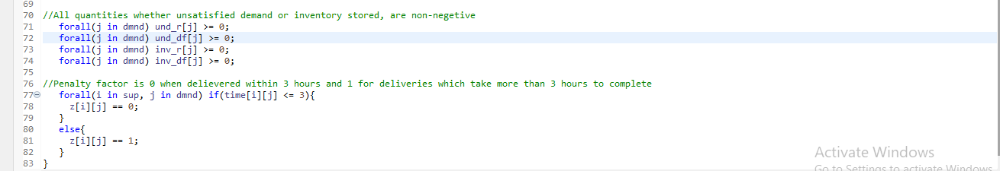 69
70 //All quantities whether unsatisfied demand or inventory stored, are non-negetive
71 forall(j in dmnd) und_r[j] >= 0;
72 forall(j in dmnd) und_df[j] >= 0;
73 forall(j in dmnd) inv_r[j] >= 0;
74 forall(j in dmnd) inv_df[j] >= 0;
75
76 //Penalty factor is 0 when delievered within 3 hours and 1 for deliveries which take more than 3 hours to complete
77 forall(i in sup, j in dmnd) if(time[i][j] <= 3){
78 z[i][j] == 0;
79 }
80 else{
81 z[i][j] == 1;
82 }
83 }
Activate Windows
Go to Settings to activate Windows